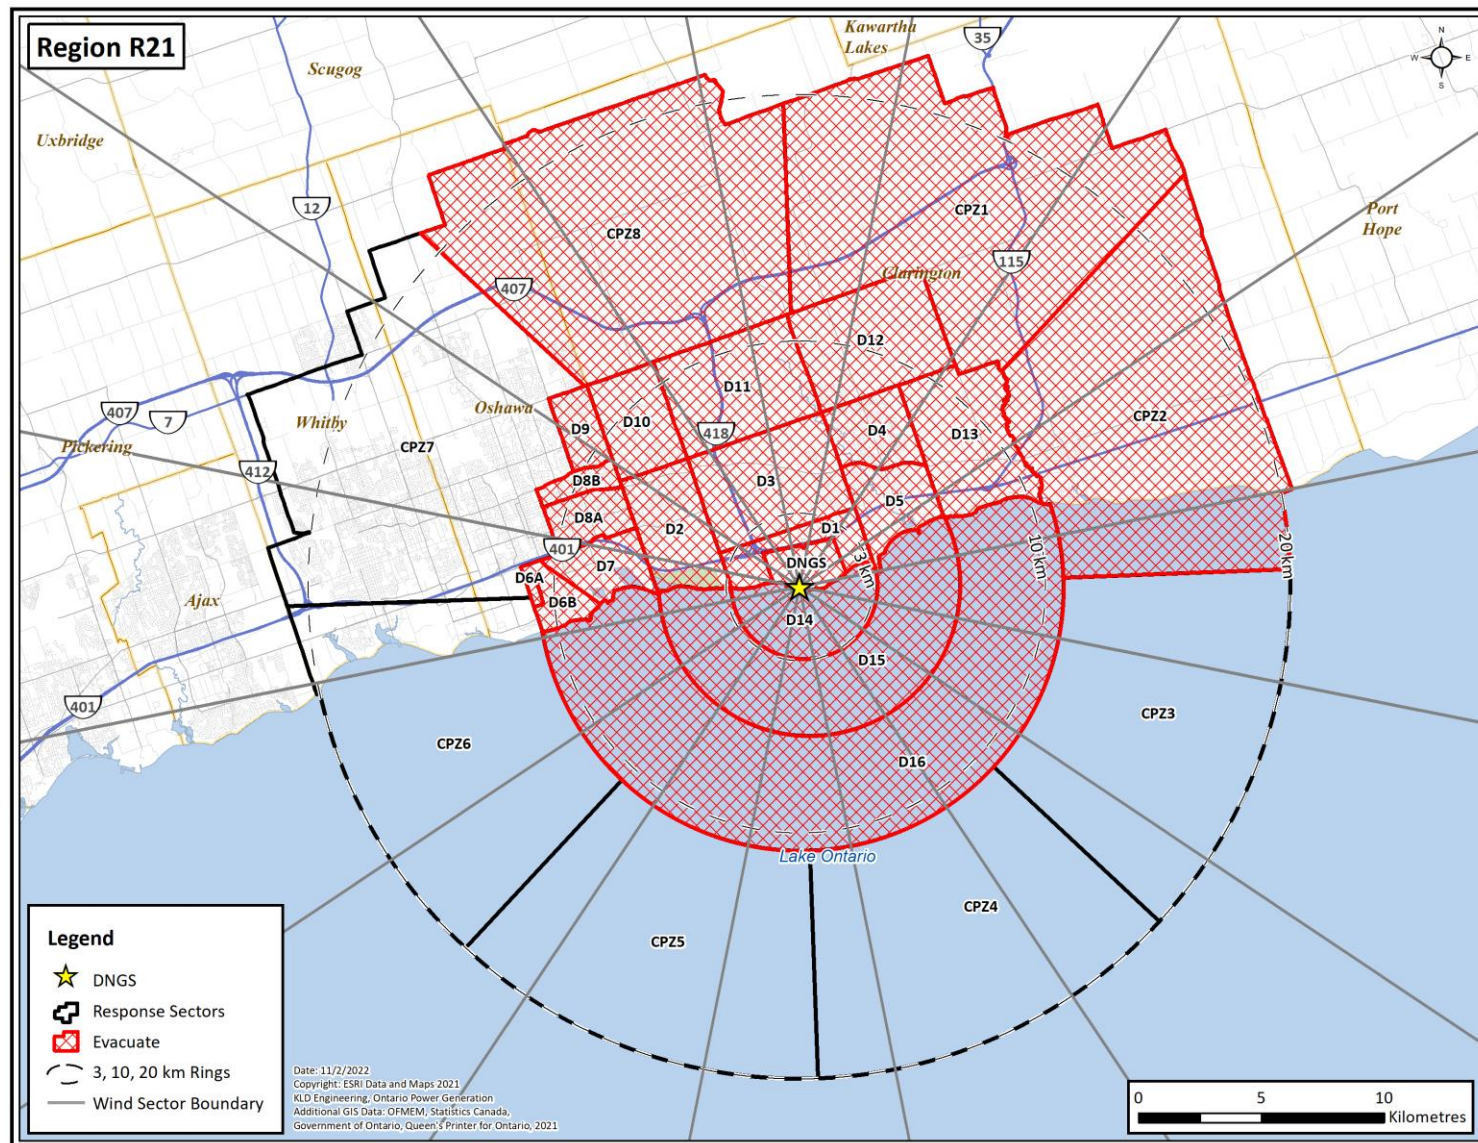 Region R21
Kawartha
Lakes
35
N
W
E
S
Scugog
Uxbridge
12
CPZ8
CPZ1
Port
Hope
115
Clarington
407
D12
D11
CPZ2
Oshawa
407
7
Whitby
D9
D10
418
D4
D13
Pickering
CPZ7
412
D8B
D3
D5
D8A
D2
D1
401
D7
DNGS
3 km
10 km
20 km
D6A
D6B
Ajax
D14
D15
401
CPZ6
CPZ3
D16
Lake Ontario
CPZ4
CPZ5
Legend
DNGS
Response Sectors
Evacuate
3, 10, 20 km Rings
Wind Sector Boundary
Date: 11/2/2022
Copyright: ESRI Data and Maps 2021
KLD Engineering, Ontario Power Generation
Additional GIS Data: OFMEM, Statistics Canada,
Government of Ontario, Queen's Printer for Ontario, 2021
0 5 10
Kilometres